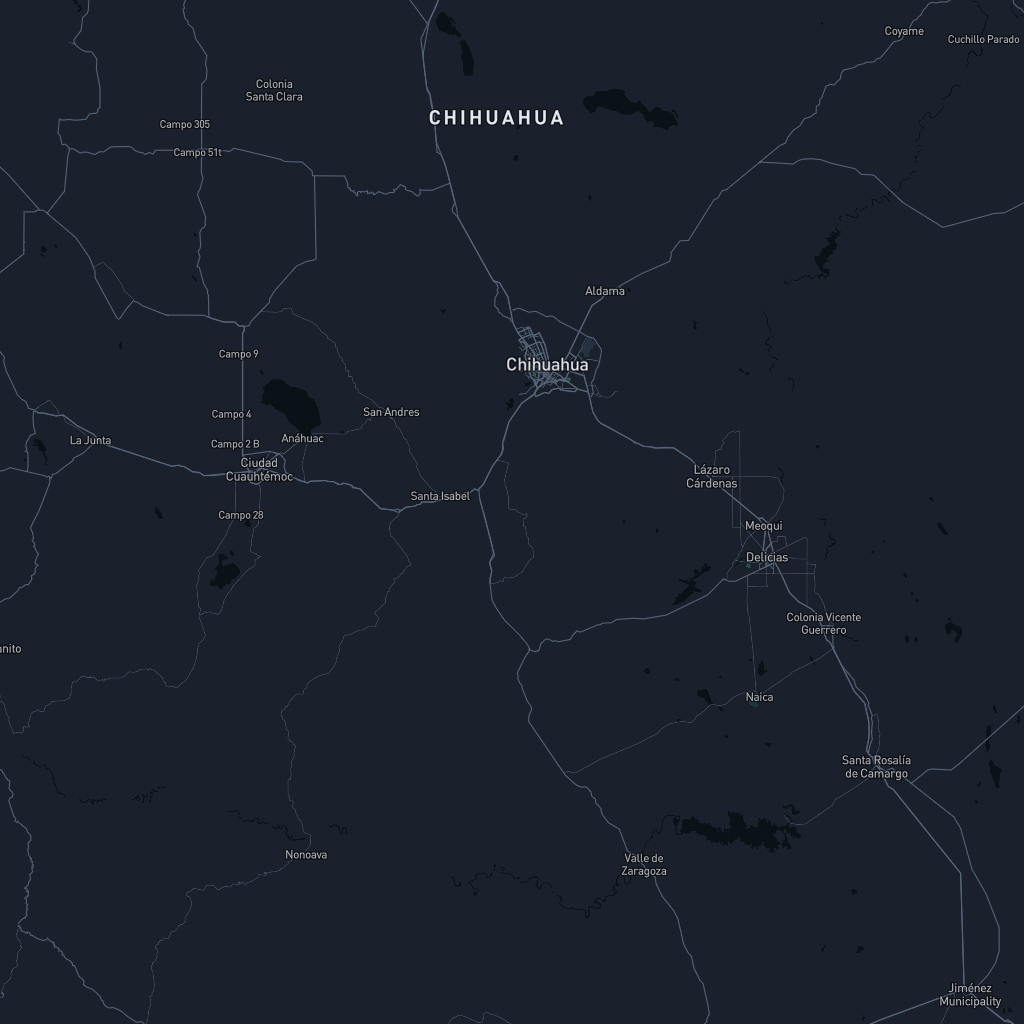 Coyame
Cuchillo Parado
Colonia
Santa Clara
CHIHUAHUA
Campo 305
Campo 51t
Aldama
Campo 9
Chihuahua
Campo 4
San Andres
La Junta
Campo 2 B
Anáhuac
Ciudad
Cuauhtémoc
Lázaro
Cárdenas
Santa Isabel
Campo 28
Meoqui
Delicias
Colonia Vicente
Guerrero
anito
Naica
Santa Rosalía
de Camargo
Nonoava
Valle de
Zaragoza
Jiménez
Municipality